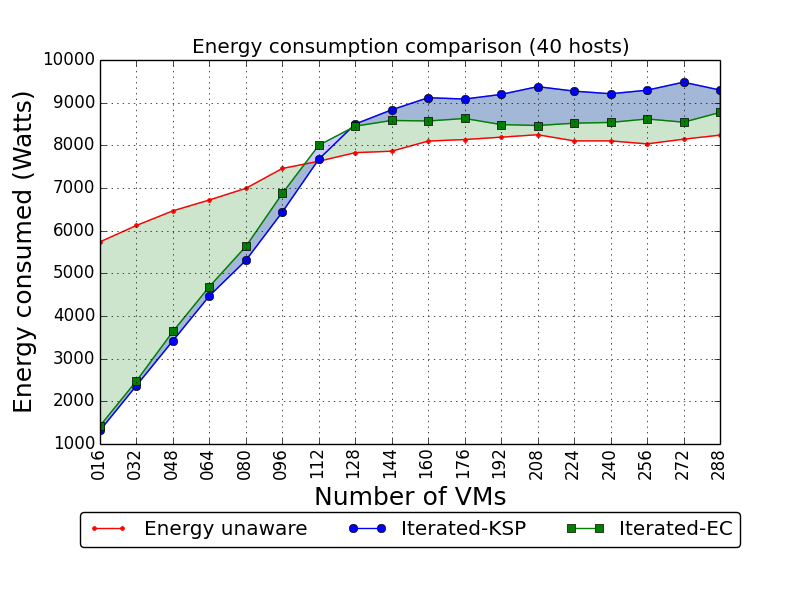 Energy consumption comparison (40 hosts)
10000
9000
8000
7000
6000
5000
4000
3000
2000
1000
Energy consumed (Watts)
016 032 048 064 080 096 112 128 144 160 176 192 208 224 240 256 272 288
Number of VMs
Energy unaware Iterated-KSP Iterated-EC